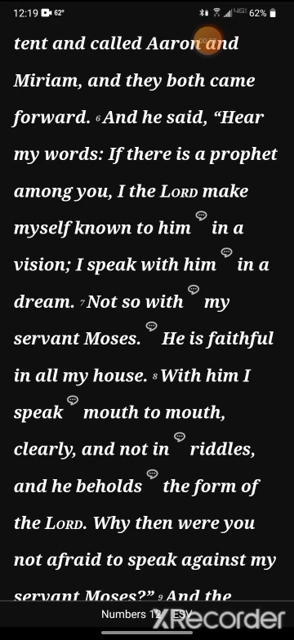 12:19 62° 4G 62%
tent and called Aaron and
Miriam, and they both came
forward. 6 And he said, “Hear
my words: If there is a prophet
among you, I the LORD make
myself known to him in a
vision; I speak with him in a
dream. 7 Not so with my
servant Moses. He is faithful
in all my house. 8 With him I
speak mouth to mouth,
clearly, and not in riddles,
and he beholds the form of
the LORD. Why then were you
not afraid to speak against my
servant Moses?” 9 And the
Numbers 12 ESV
XRecorder